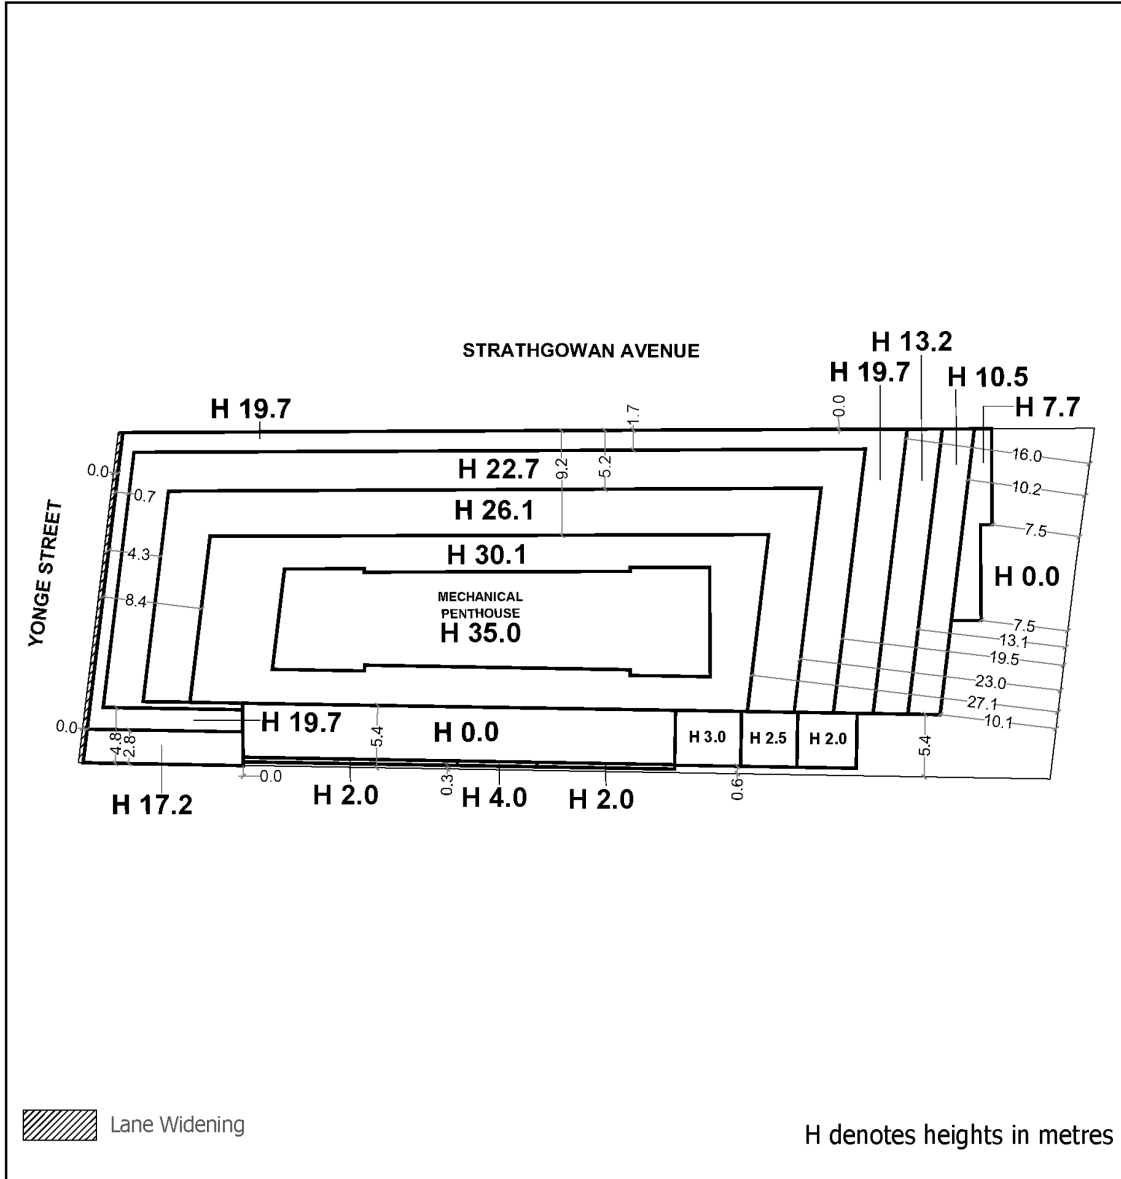 STRATHGOWAN AVENUE
H 13.2
H 19.7
H 10.5
H 7.7
H 19.7
0.0
1.7
9.2
5.2
H 22.7
16.0
0.0
0.7
10.2
H 26.1
7.5
YONGE STREET
4.3
H 30.1
H 0.0
8.4
MECHANICAL
PENTHOUSE
H 35.0
7.5
13.1
19.5
23.0
27.1
10.1
0.0
4.8
2.8
H 19.7
5.4
H 0.0
H 3.0
H 2.5
H 2.0
5.4
0.0
H 17.2
H 2.0
0.3
H 4.0
H 2.0
0.6
Lane Widening
H denotes heights in metres